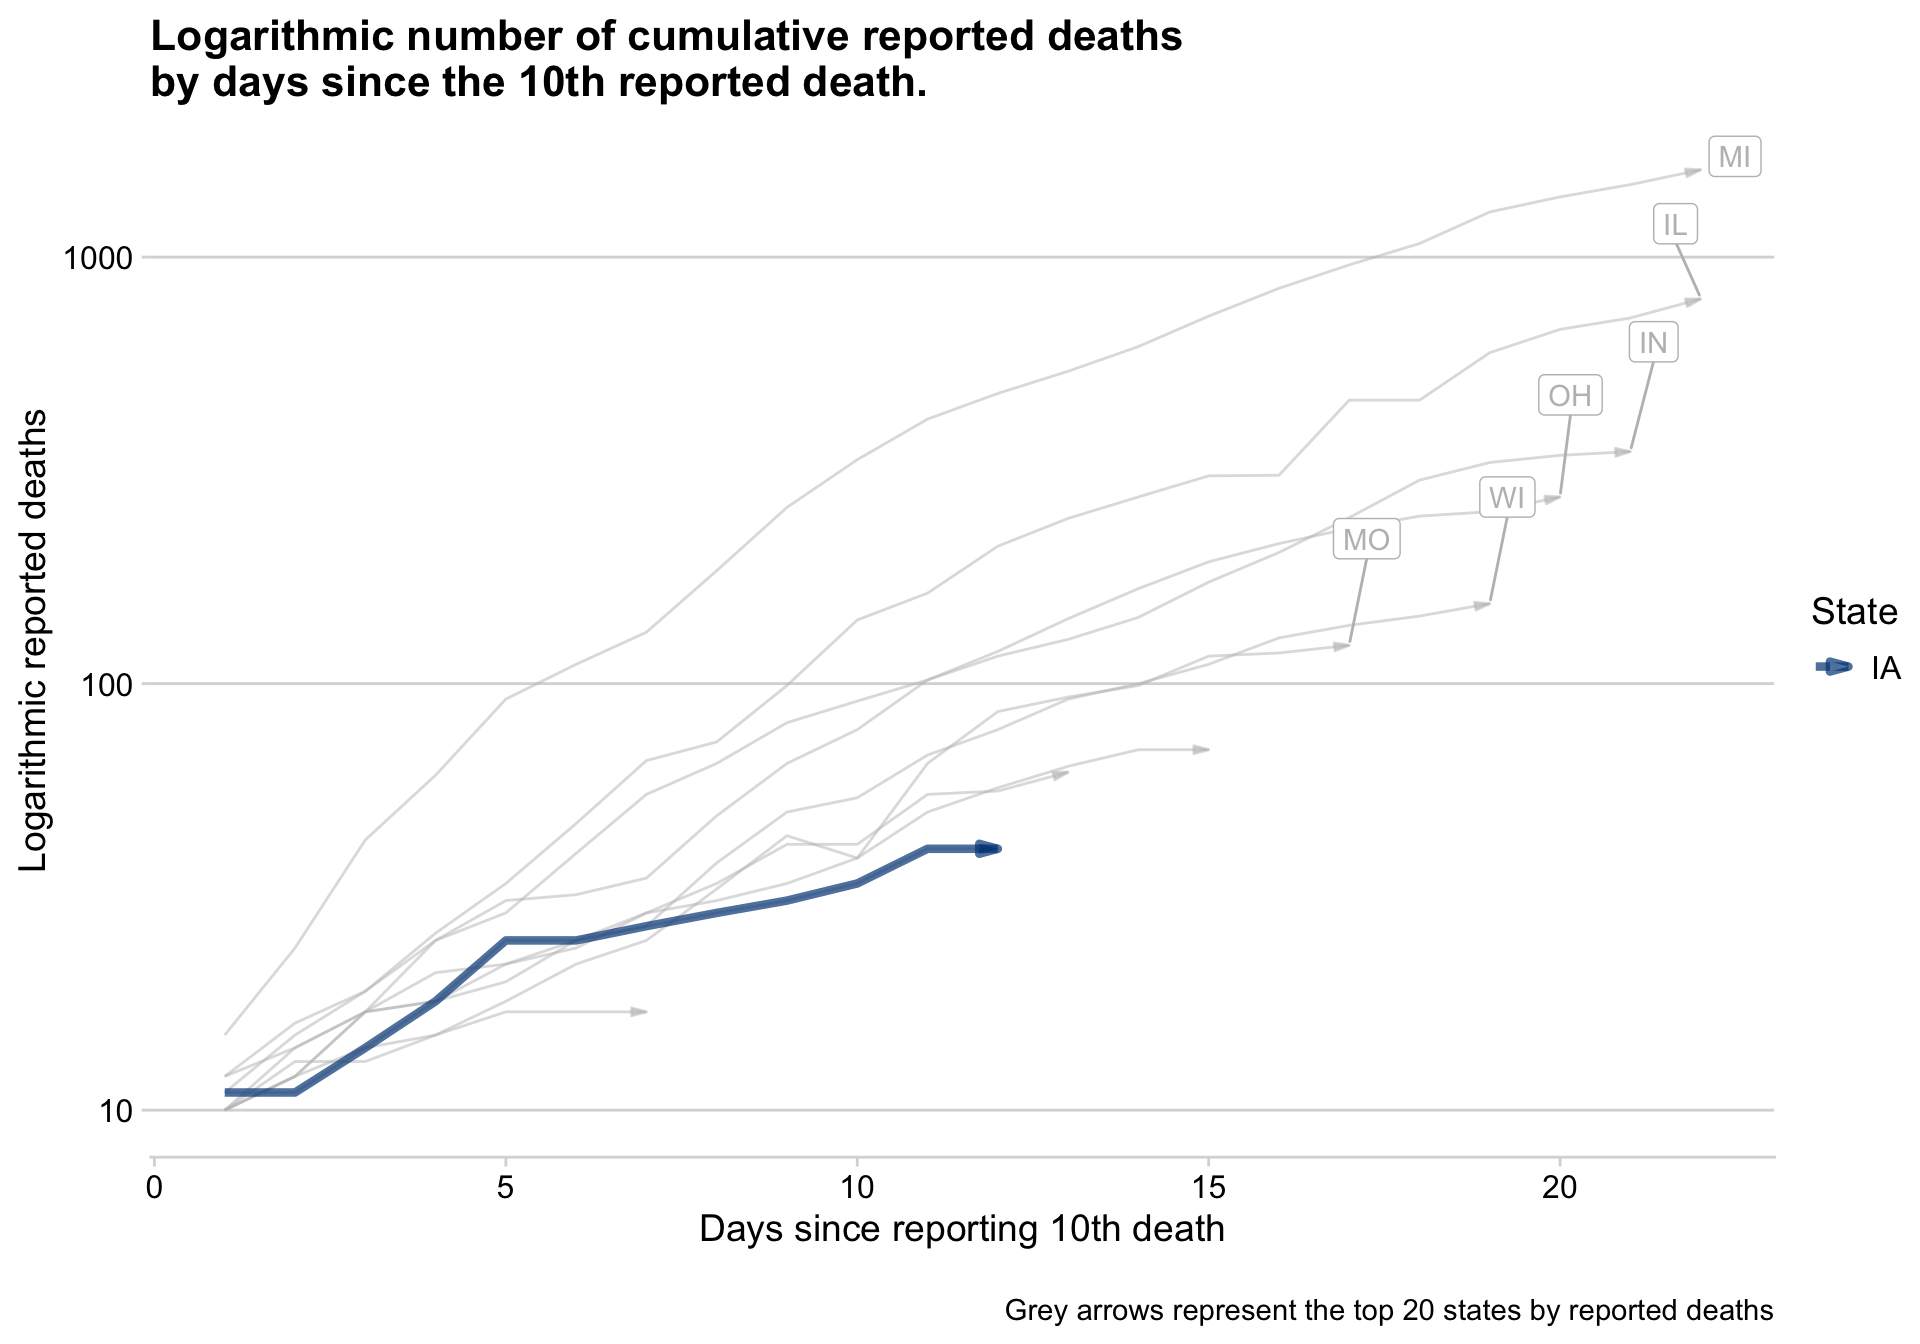 Logarithmic number of cumulative reported deaths
by days since the 10th reported death.
MI
IL
1000
IN
OH
WI
MO
Logarithmic reported deaths
State
IA
100
10
0 5 10 15 20
Days since reporting 10th death
Grey arrows represent the top 20 states by reported deaths